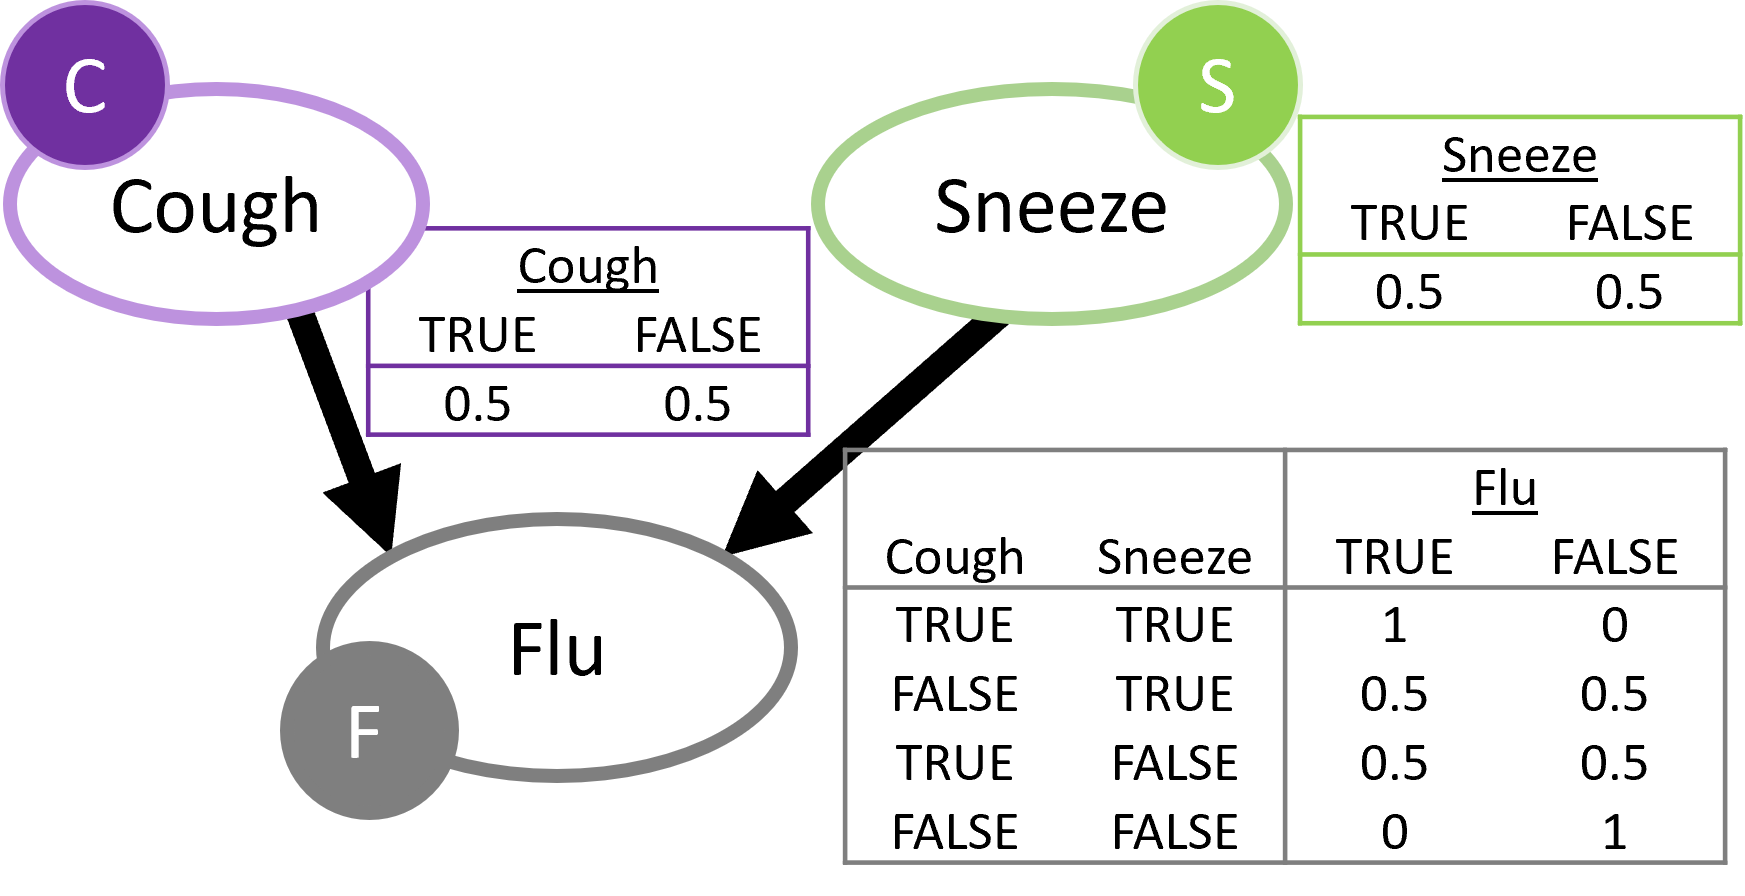 C
Cough
S
Sneeze
Sneeze
TRUE FALSE
0.5 0.5
Cough
TRUE FALSE
0.5 0.5
Flu
F
Flu
Cough Sneeze TRUE FALSE
TRUE TRUE 1 0
FALSE TRUE 0.5 0.5
TRUE FALSE 0.5 0.5
FALSE FALSE 0 1